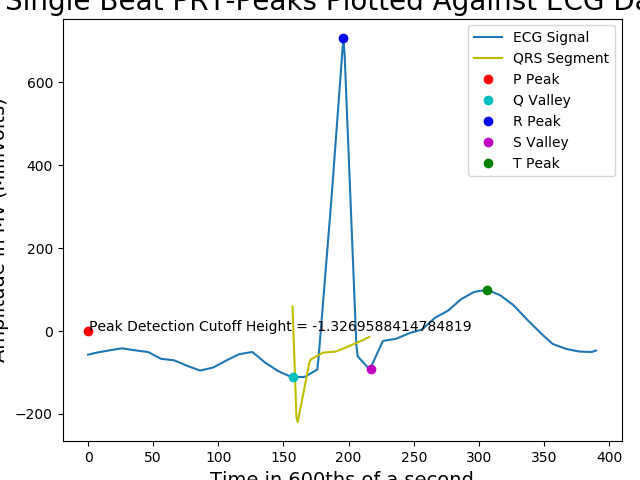 Single Beat PRT-Peaks Plotted Against ECG Da
ECG Signal
QRS Segment
P Peak
Q Valley
R Peak
S Valley
T Peak
600
400
200
0
−200
Peak Detection Cutoff Height = -1.3269588414784819
0 50 100 150 200 250 300 350 400
Time in 600ths of a second